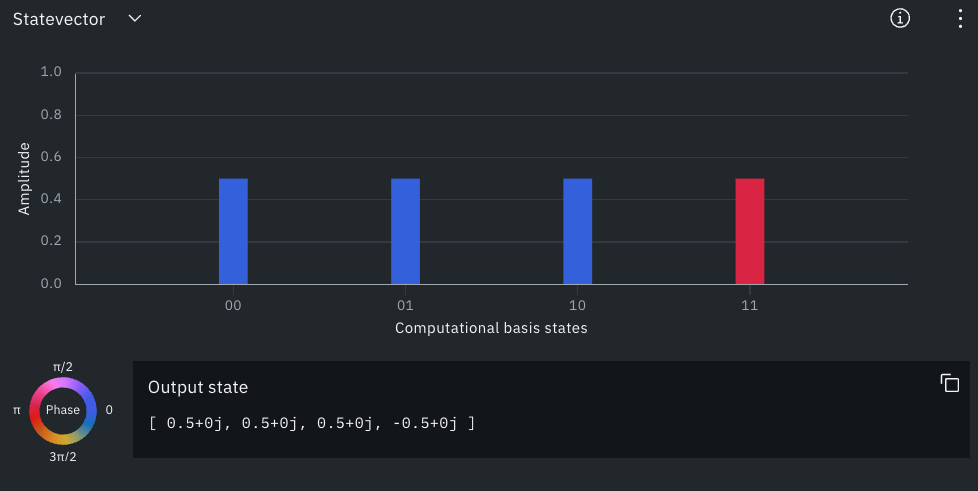 Statevector
1.0
0.8
0.6
0.4
0.2
0.0
Amplitude
00 01 10 11
Computational basis states
π/2
π Phase 0
3π/2
Output state
[ 0.5+0j, 0.5+0j, 0.5+0j, -0.5+0j ]